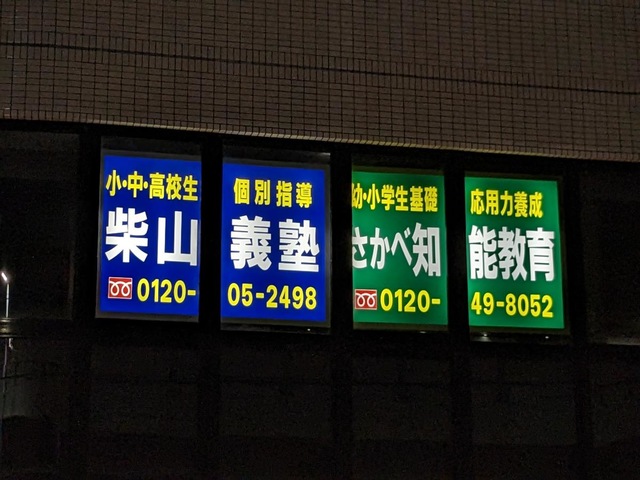 小・中・高校生 個別指導
柴山義塾
0120-05-2498
幼・小学生基礎 応用力養成
さかべ知能教育
0120-49-8052